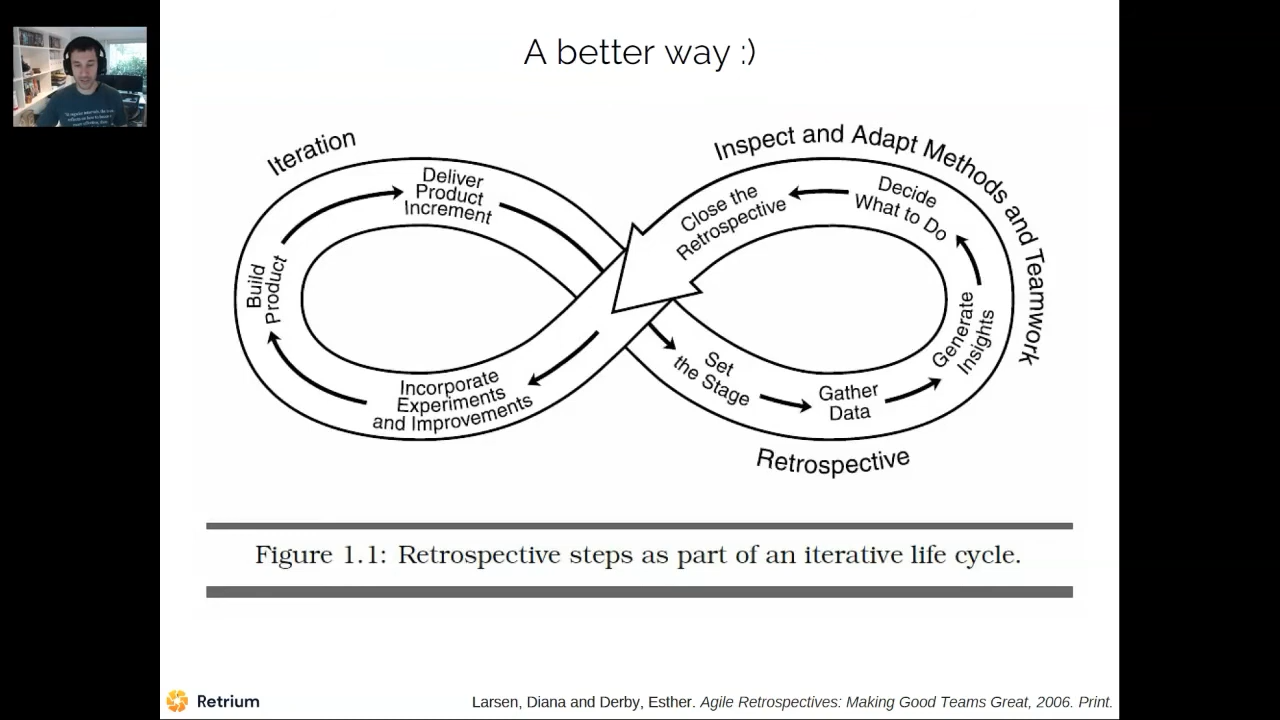 A better way :)
Iteration
Deliver
Product
Increment
Build
Product
Incorporate
Experiments
and Improvements
Inspect and Adapt Methods and Teamwork
Close the
Retrospective
Decide
What to Do
Generate
Insights
Set
the Stage
Gather
Data
Retrospective
Figure 1.1: Retrospective steps as part of an iterative life cycle.
Retrium
Larsen, Diana and Derby, Esther. Agile Retrospectives: Making Good Teams Great, 2006. Print.